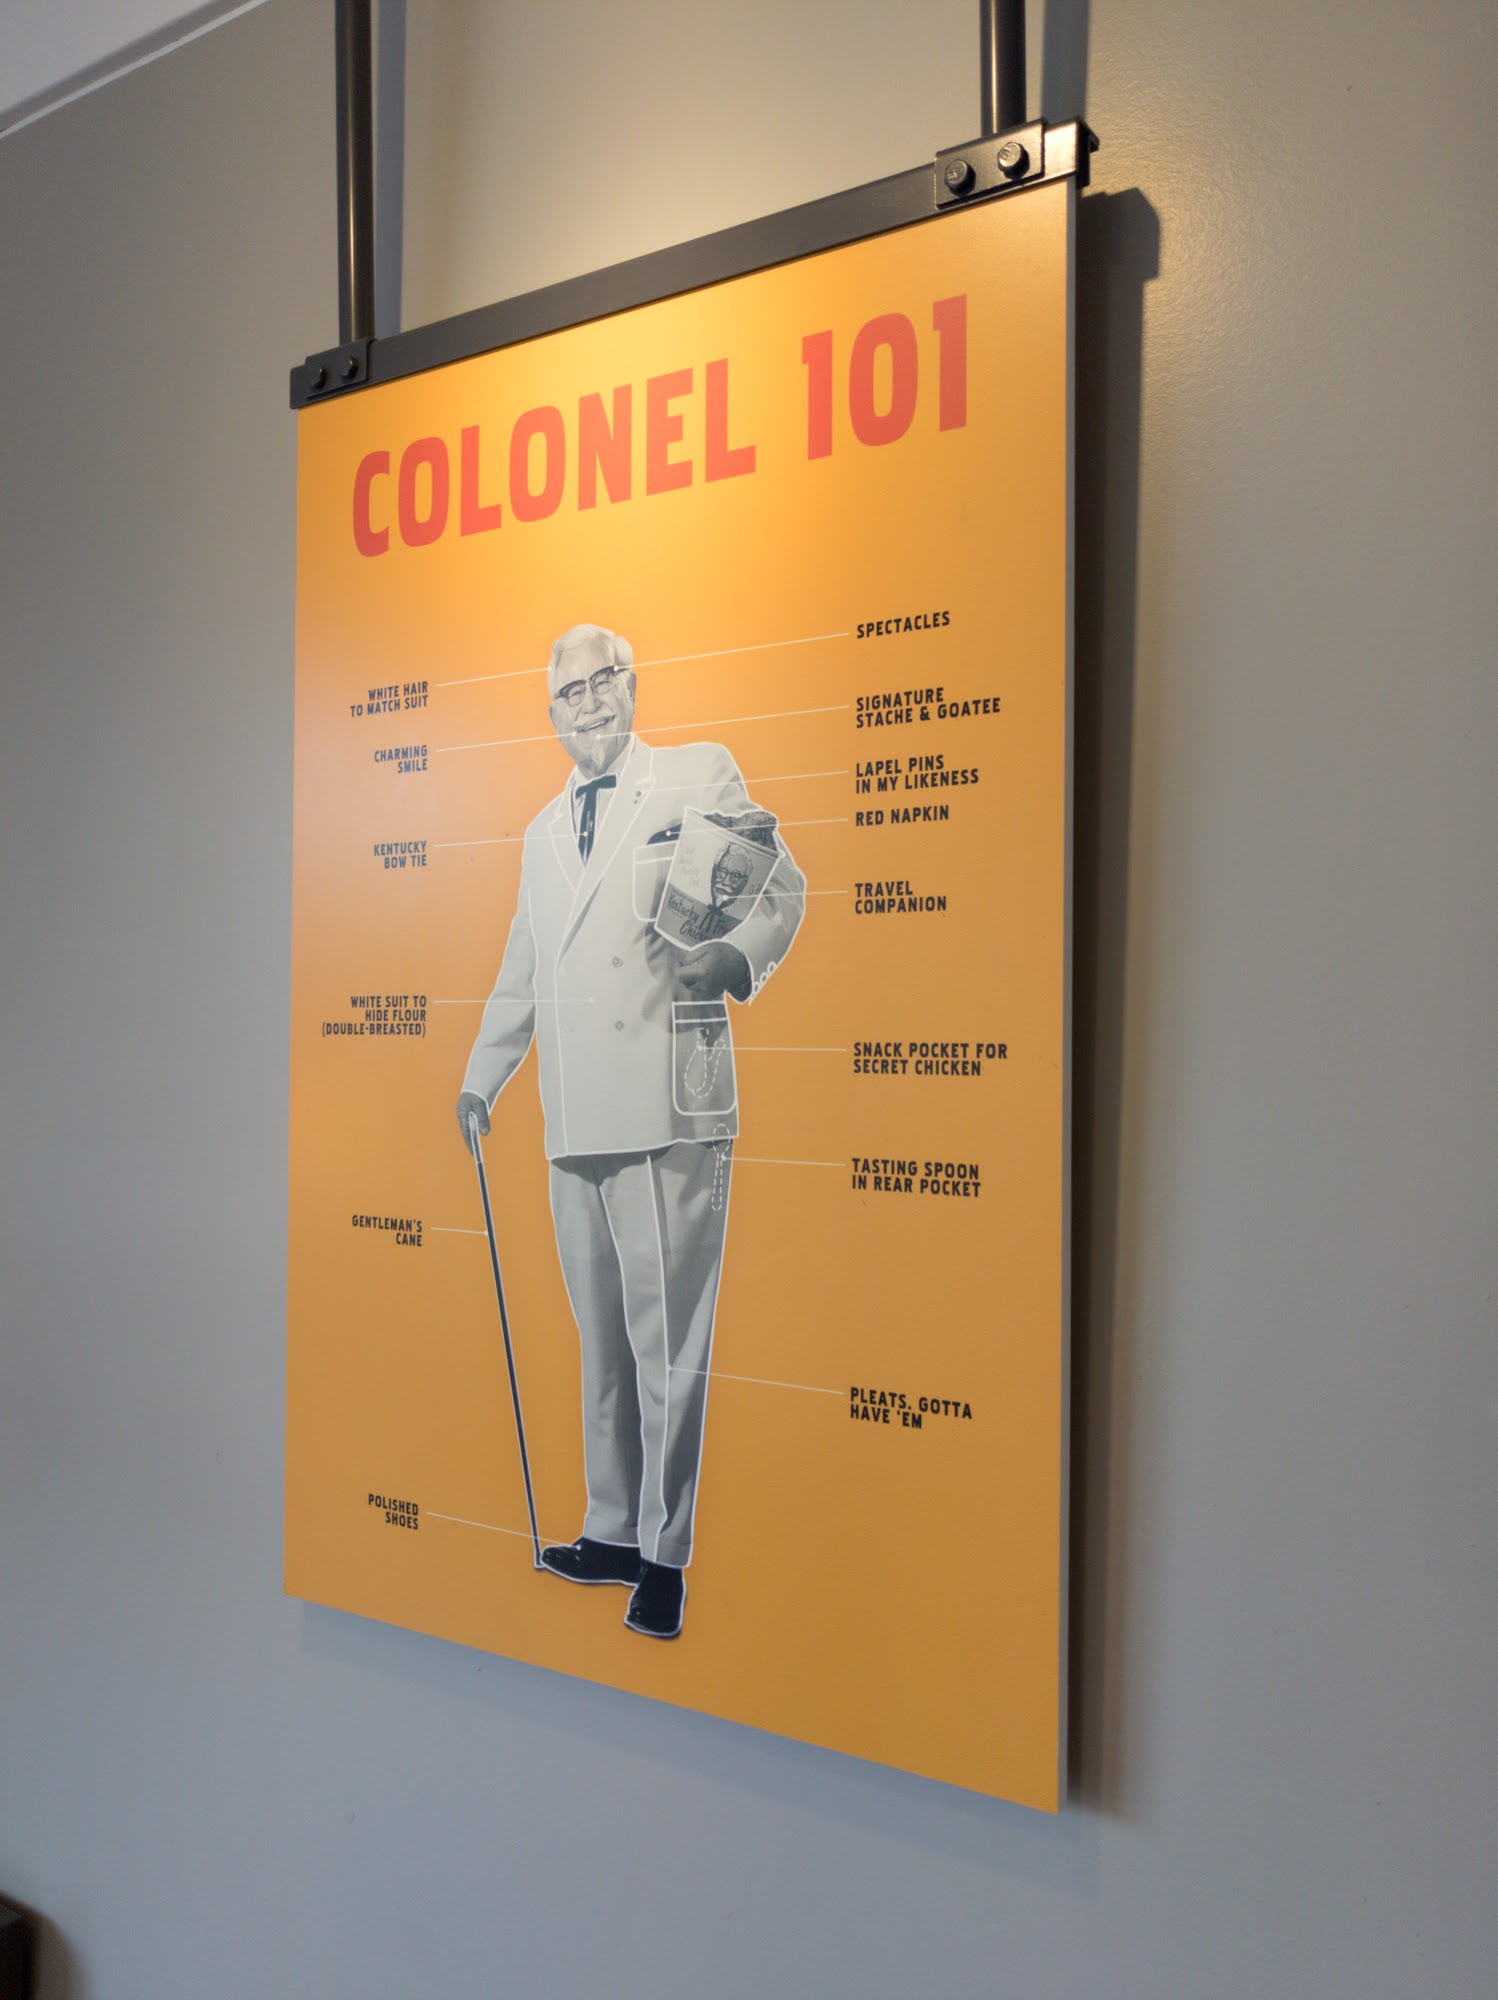 COLONEL 101
SPECTACLES
WHITE HAIR
TO MATCH SUIT
SIGNATURE
STACHE & GOATEE
CHARMING
SMILE
LAPEL PINS
IN MY LIKENESS
RED NAPKIN
KENTUCKY
BOW TIE
TRAVEL
COMPANION
Kentucky
WHITE SUIT TO
HIDE FLOUR
(DOUBLE-BREASTED)
SNACK POCKET FOR
SECRET CHICKEN
TASTING SPOON
IN REAR POCKET
GENTLEMAN'S
CANE
PLEATS. GOTTA
HAVE 'EM
POLISHED
SHOES